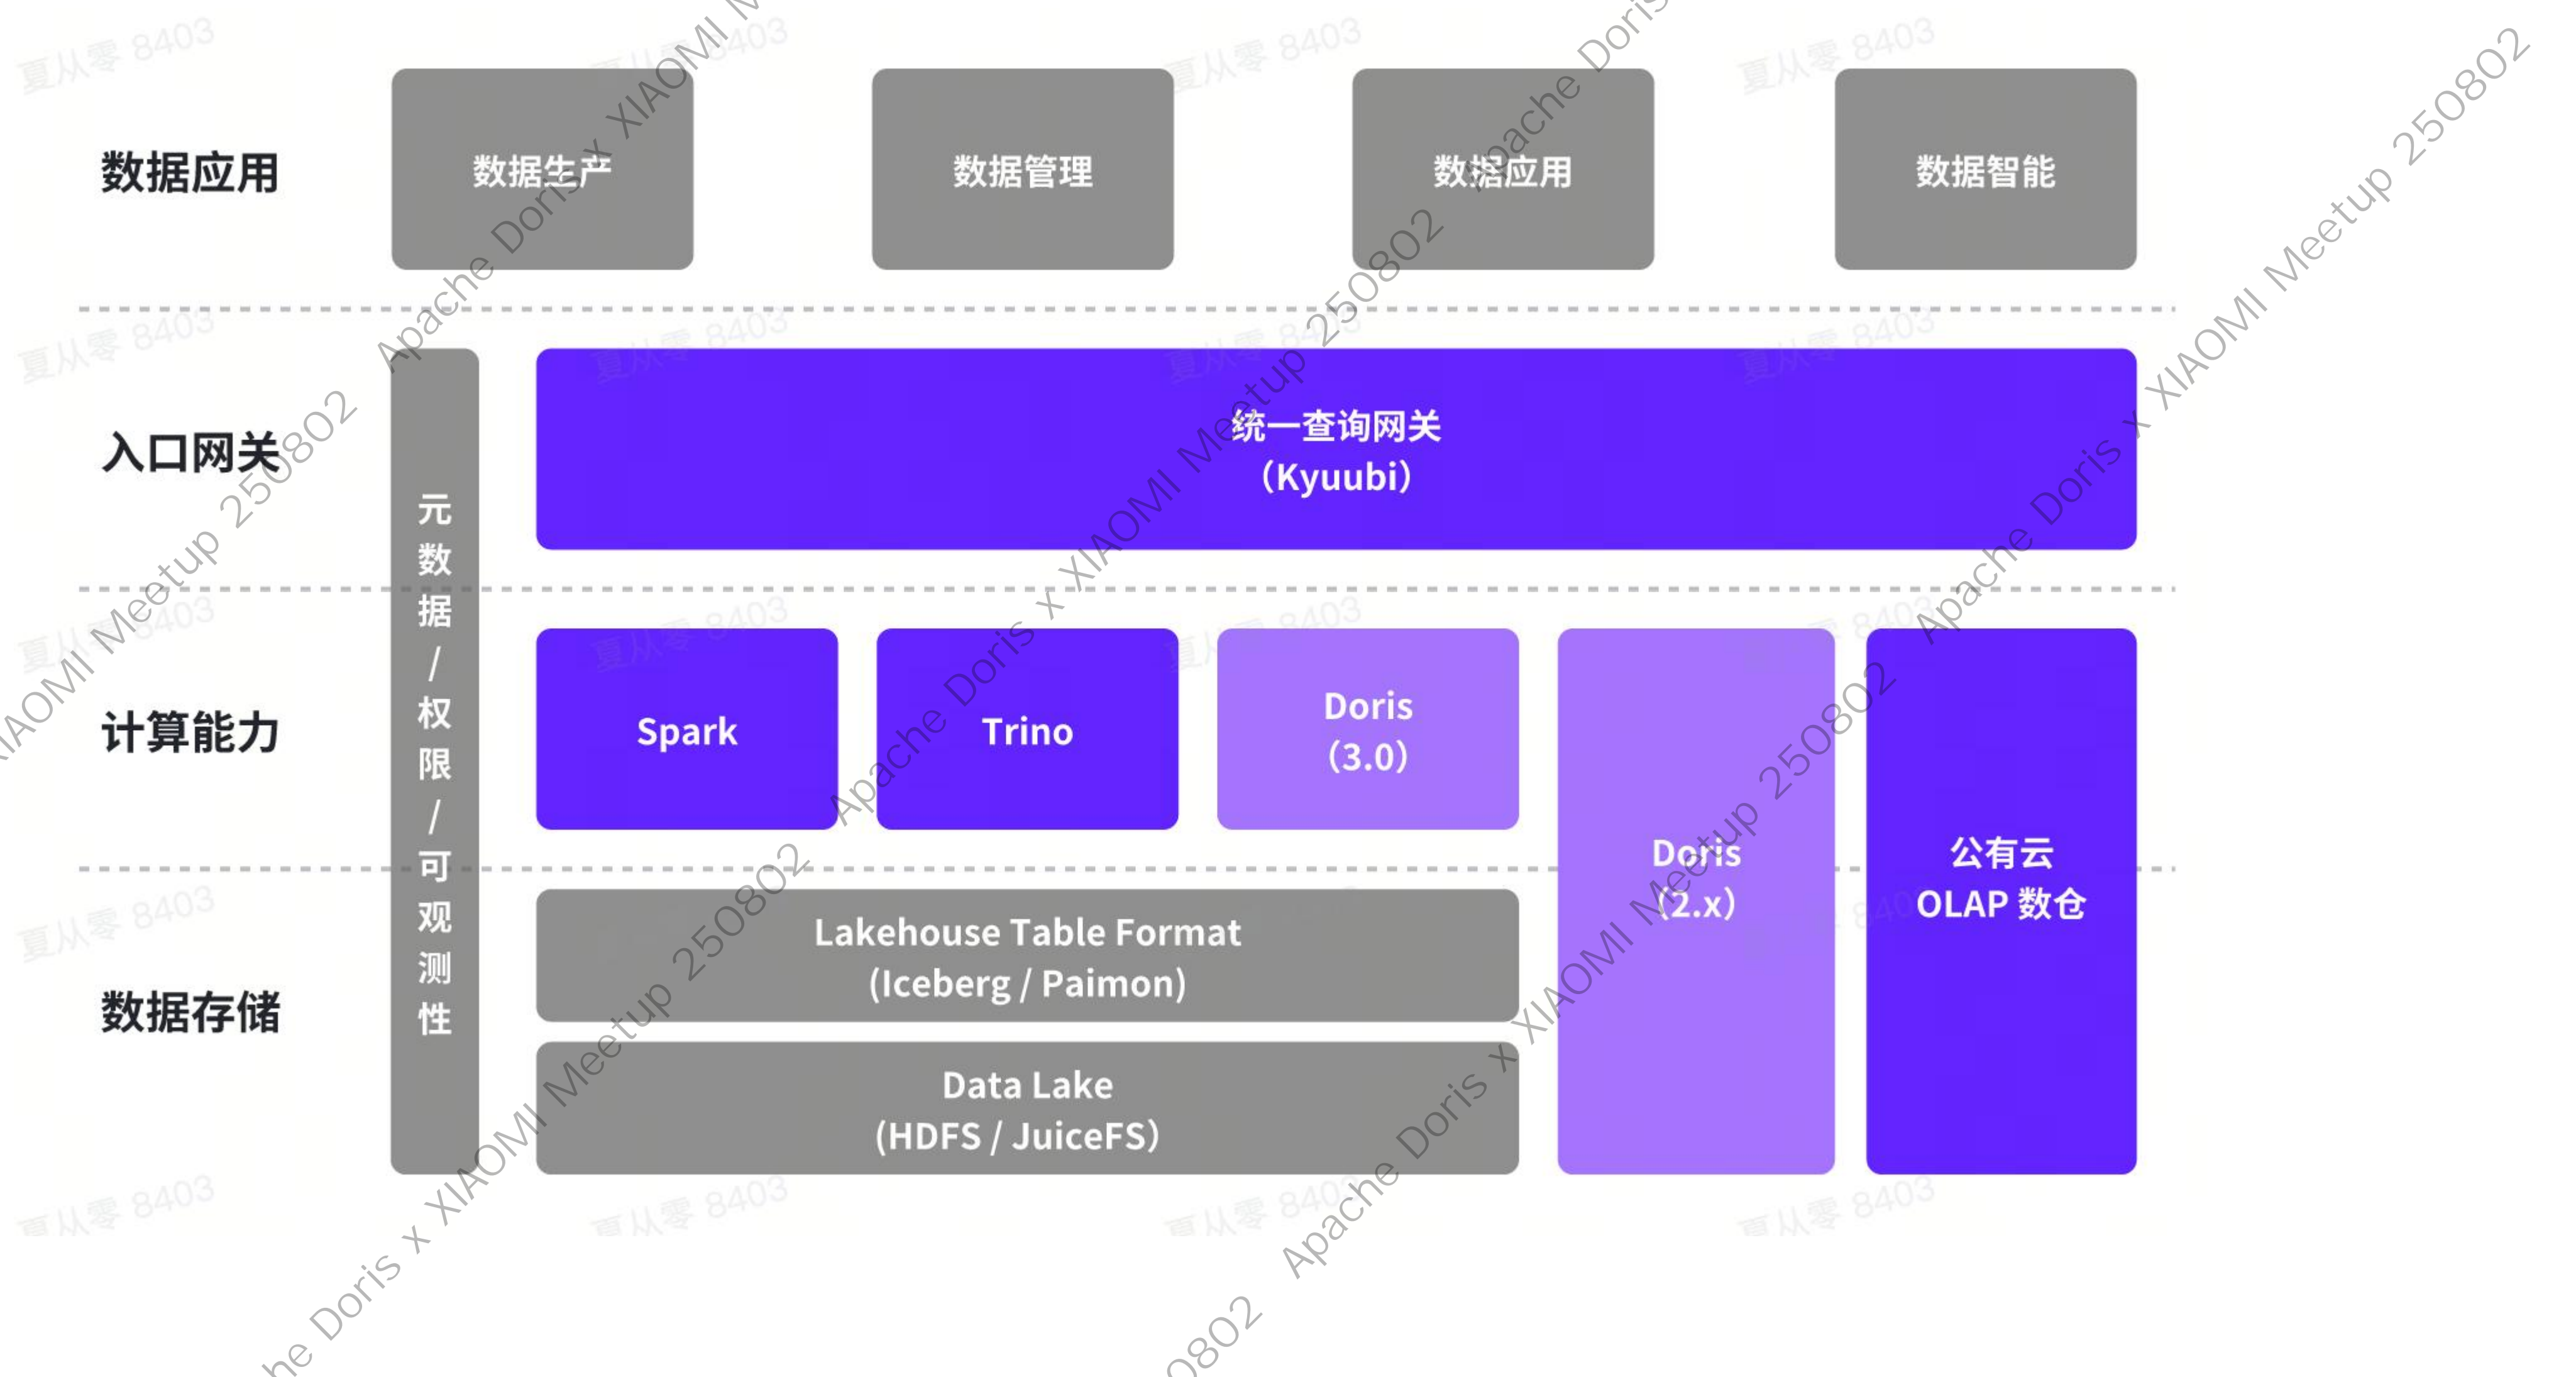 数据应用
数据生产
数据管理
数据应用
数据智能
入口网关
统一查询网关
（Kyuubi）
元数据/权限/可观测性
计算能力
Spark
Trino
Doris
（3.0）
Doris
（2.x）
公有云
OLAP 数仓
数据存储
Lakehouse Table Format
(Iceberg / Paimon)
Data Lake
(HDFS / JuiceFS）
Apache Doris x XIAOMI Meetup 250802
夏从零 8403